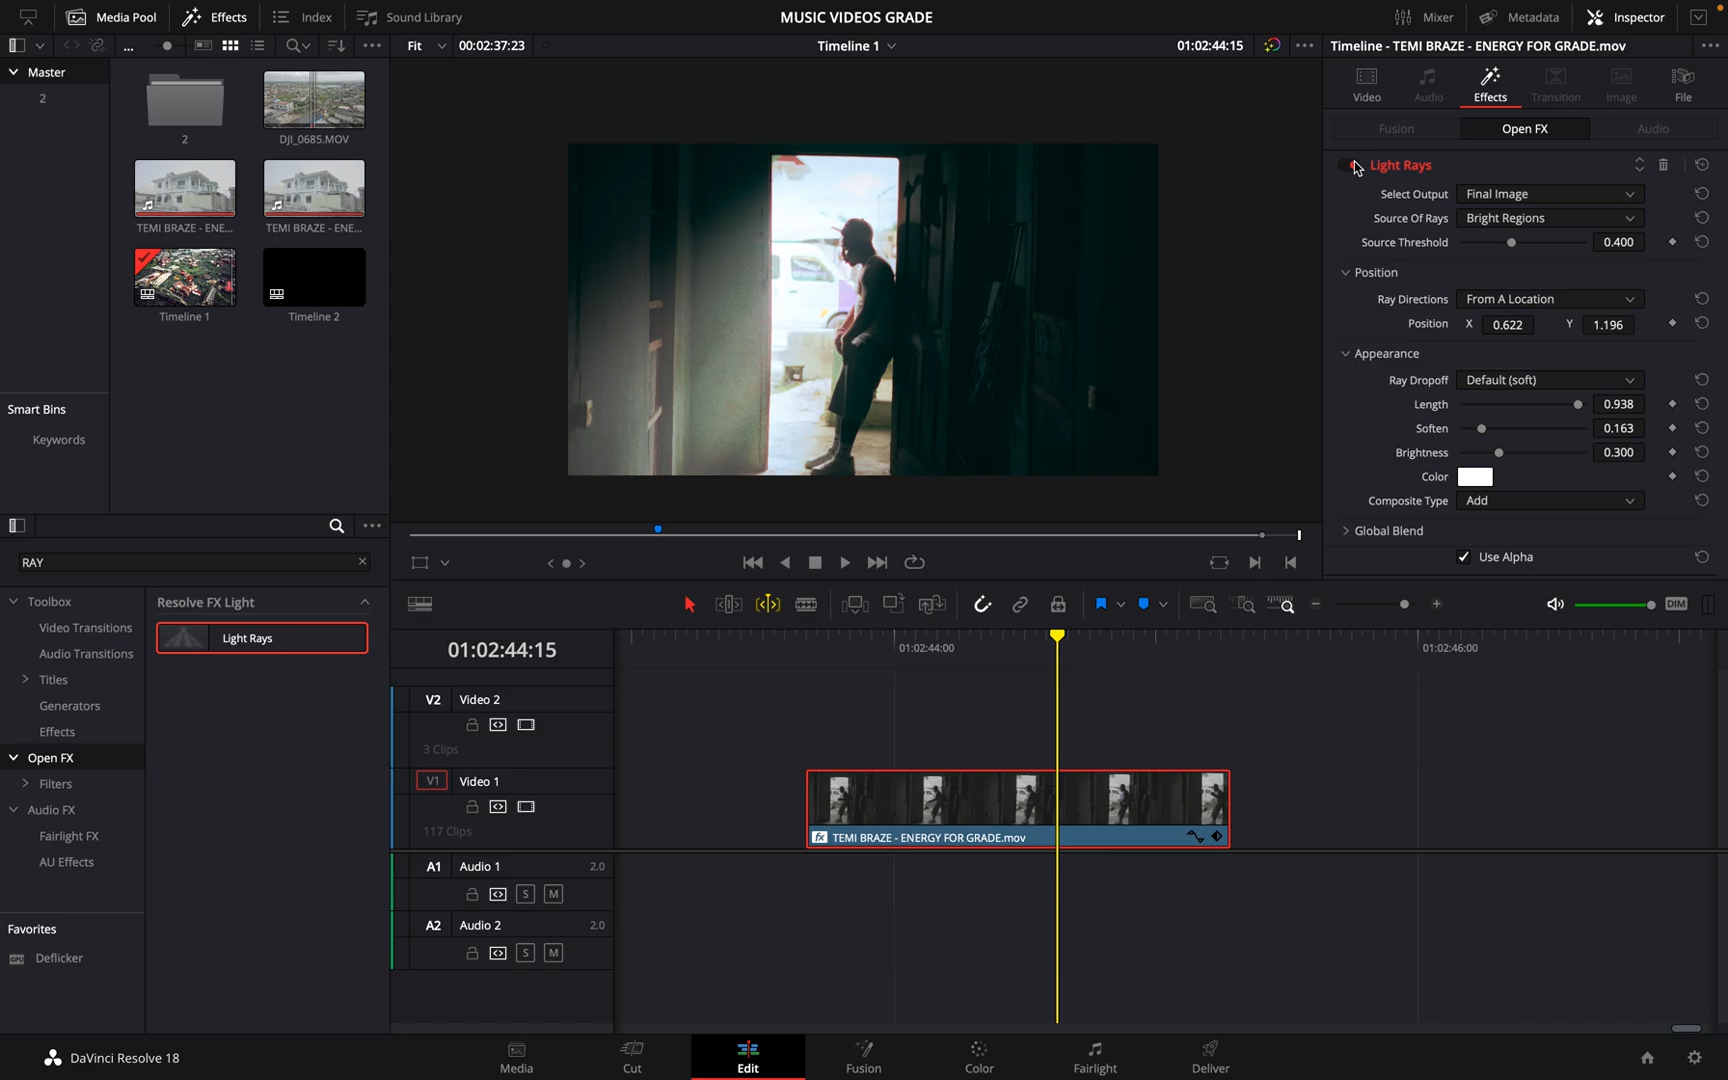 Media Pool
Effects
Index
Sound Library
MUSIC VIDEOS GRADE
Mixer
Metadata
Inspector
Fit
00:02:37:23
Timeline 1
01:02:44:15
Timeline - TEMI BRAZE - ENERGY FOR GRADE.mov
Master
2
2
DJI_0685.MOV
TEMI BRAZE - ENE...
TEMI BRAZE - ENE...
Timeline 1
Timeline 2
Smart Bins
Keywords
Video
Audio
Effects
Transition
Image
File
Fusion
Open FX
Audio
Light Rays
Select Output
Final Image
Source Of Rays
Bright Regions
Source Threshold
0.400
Position
Ray Directions
From A Location
Position
X
0.622
Y
1.196
Appearance
Ray Dropoff
Default (soft)
Length
0.938
Soften
0.163
Brightness
0.300
Color
Composite Type
Add
Global Blend
Use Alpha
RAY
Toolbox
Video Transitions
Audio Transitions
Titles
Generators
Effects
Open FX
Filters
Audio FX
Fairlight FX
AU Effects
Favorites
Deflicker
Resolve FX Light
Light Rays
DIM
01:02:44:15
01:02:44:00
01:02:46:00
V2
Video 2
3 Clips
V1
Video 1
117 Clips
fx
TEMI BRAZE - ENERGY FOR GRADE.mov
A1
Audio 1
2.0
S
M
A2
Audio 2
2.0
S
M
DaVinci Resolve 18
Media
Cut
Edit
Fusion
Color
Fairlight
Deliver